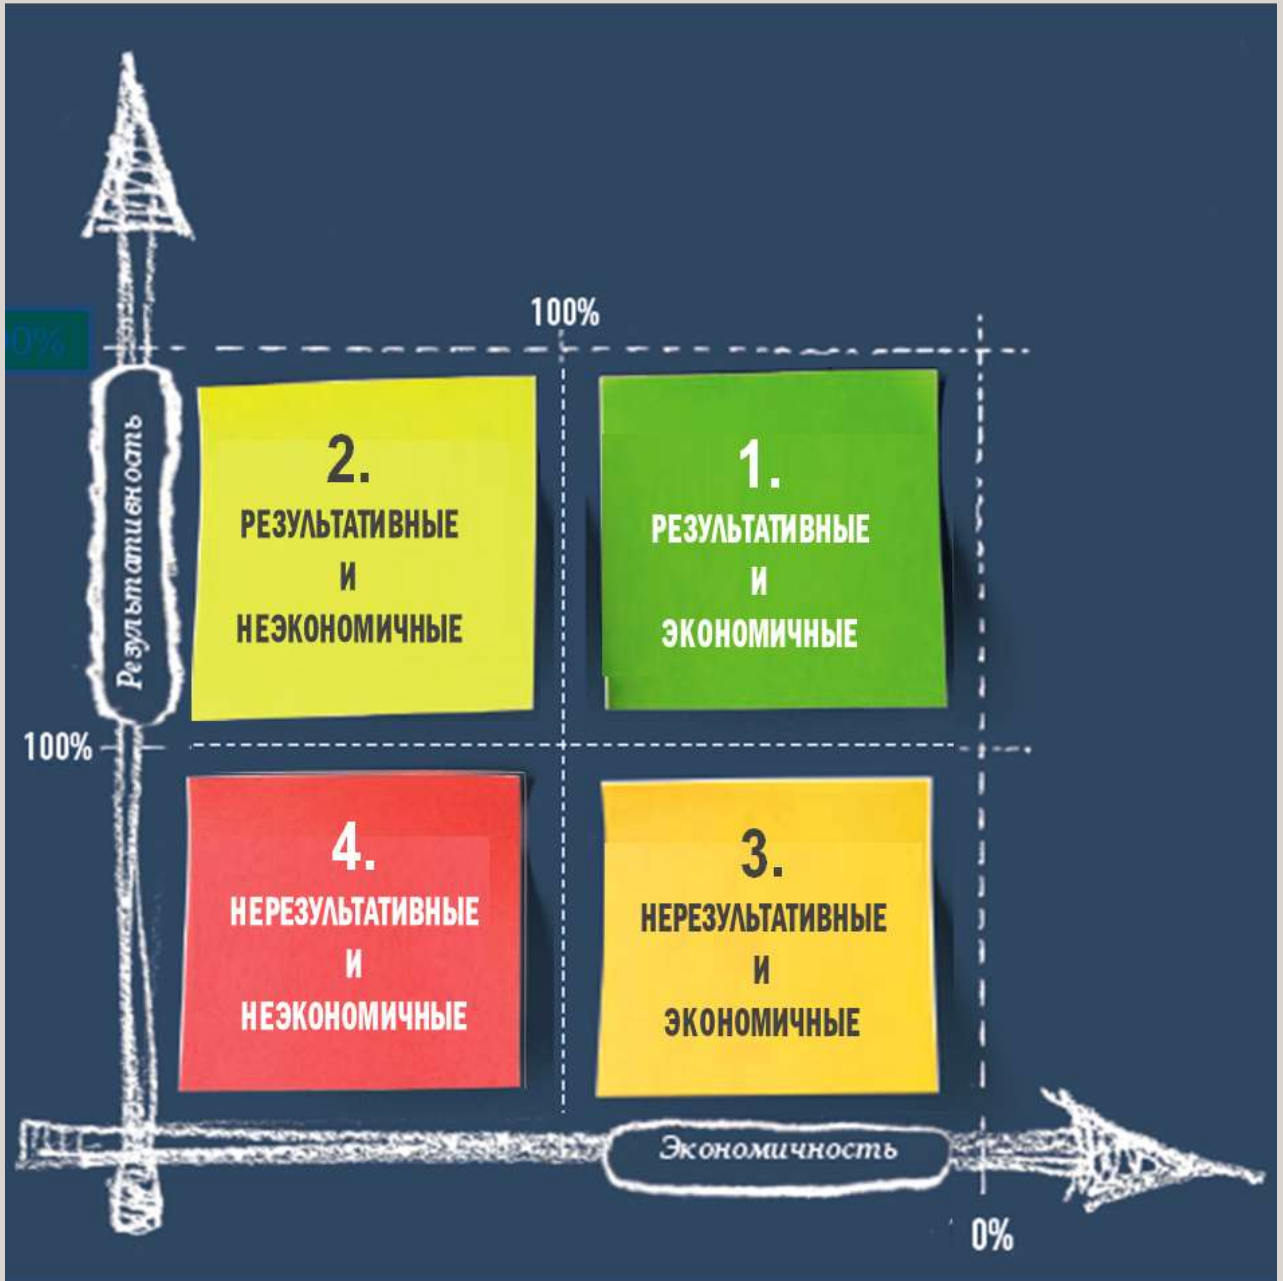 100%
0%
Результативность
2.
РЕЗУЛЬТАТИВНЫЕ
И
НЕЭКОНОМИЧНЫЕ
1.
РЕЗУЛЬТАТИВНЫЕ
И
ЭКОНОМИЧНЫЕ
100%
4.
НЕРЕЗУЛЬТАТИВНЫЕ
И
НЕЭКОНОМИЧНЫЕ
3.
НЕРЕЗУЛЬТАТИВНЫЕ
И
ЭКОНОМИЧНЫЕ
Экономичность
0%